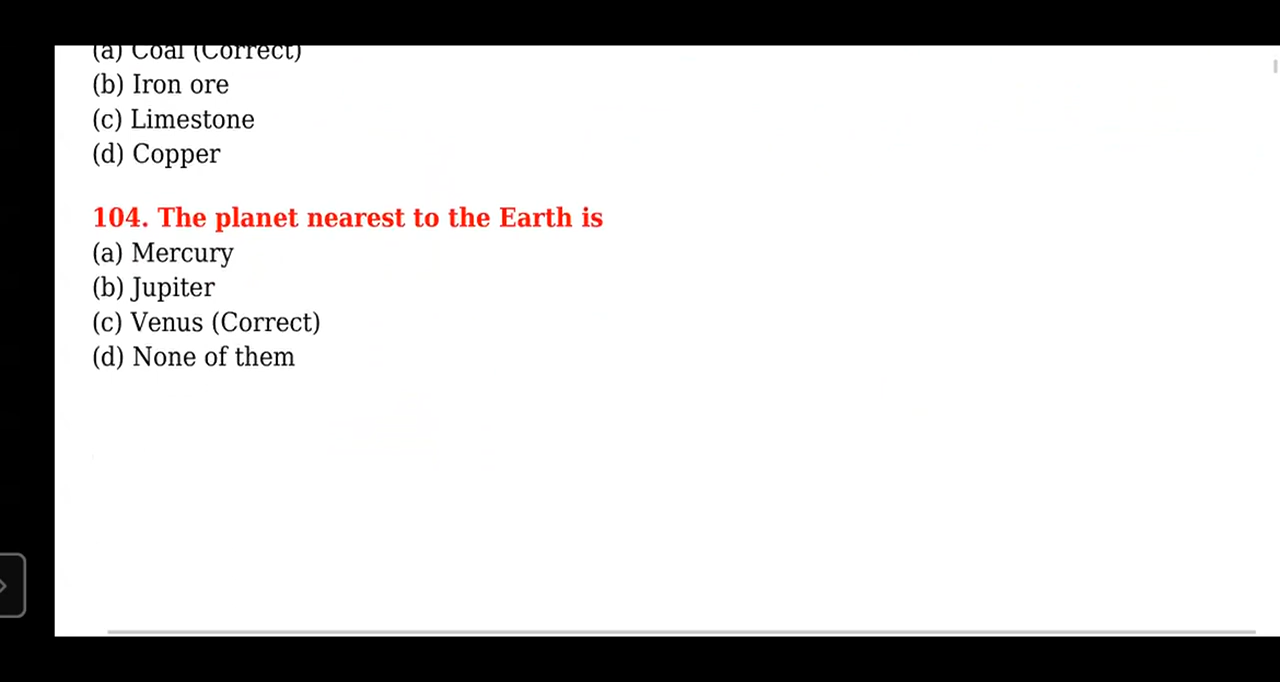 (a) Coal (Correct)
(b) Iron ore
(c) Limestone
(d) Copper
104. The planet nearest to the Earth is
(a) Mercury
(b) Jupiter
(c) Venus (Correct)
(d) None of them